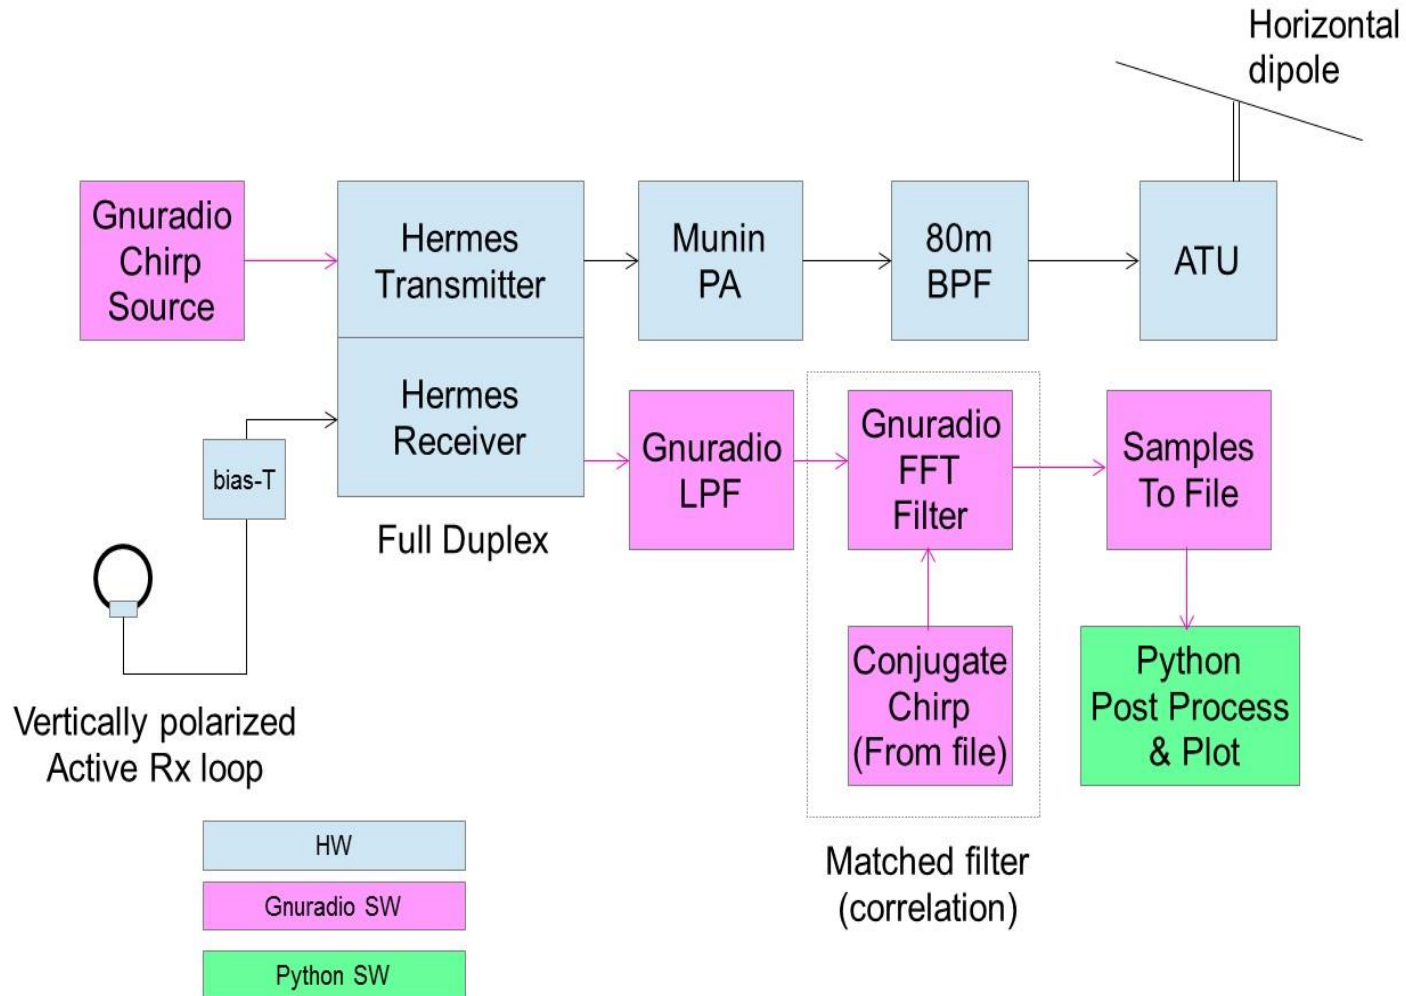 Horizontal
dipole
Gnuradio
Chirp
Source
Hermes
Transmitter
Munin
PA
80m
BPF
ATU
Hermes
Receiver
bias-T
Full Duplex
Gnuradio
LPF
Gnuradio
FFT
Filter
Samples
To File
Conjugate
Chirp
(From file)
Python
Post Process
& Plot
Vertically polarized
Active Rx loop
Matched filter
(correlation)
HW
Gnuradio SW
Python SW